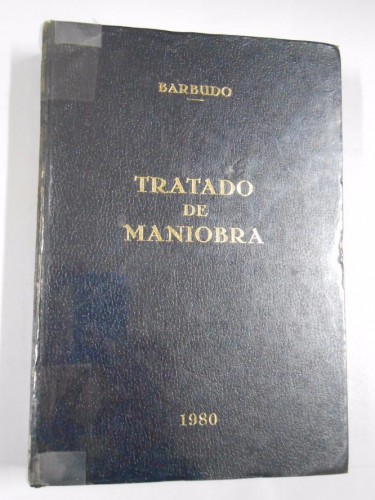 BARBUDO
TRATADO
DE
MANIOBRA
1980